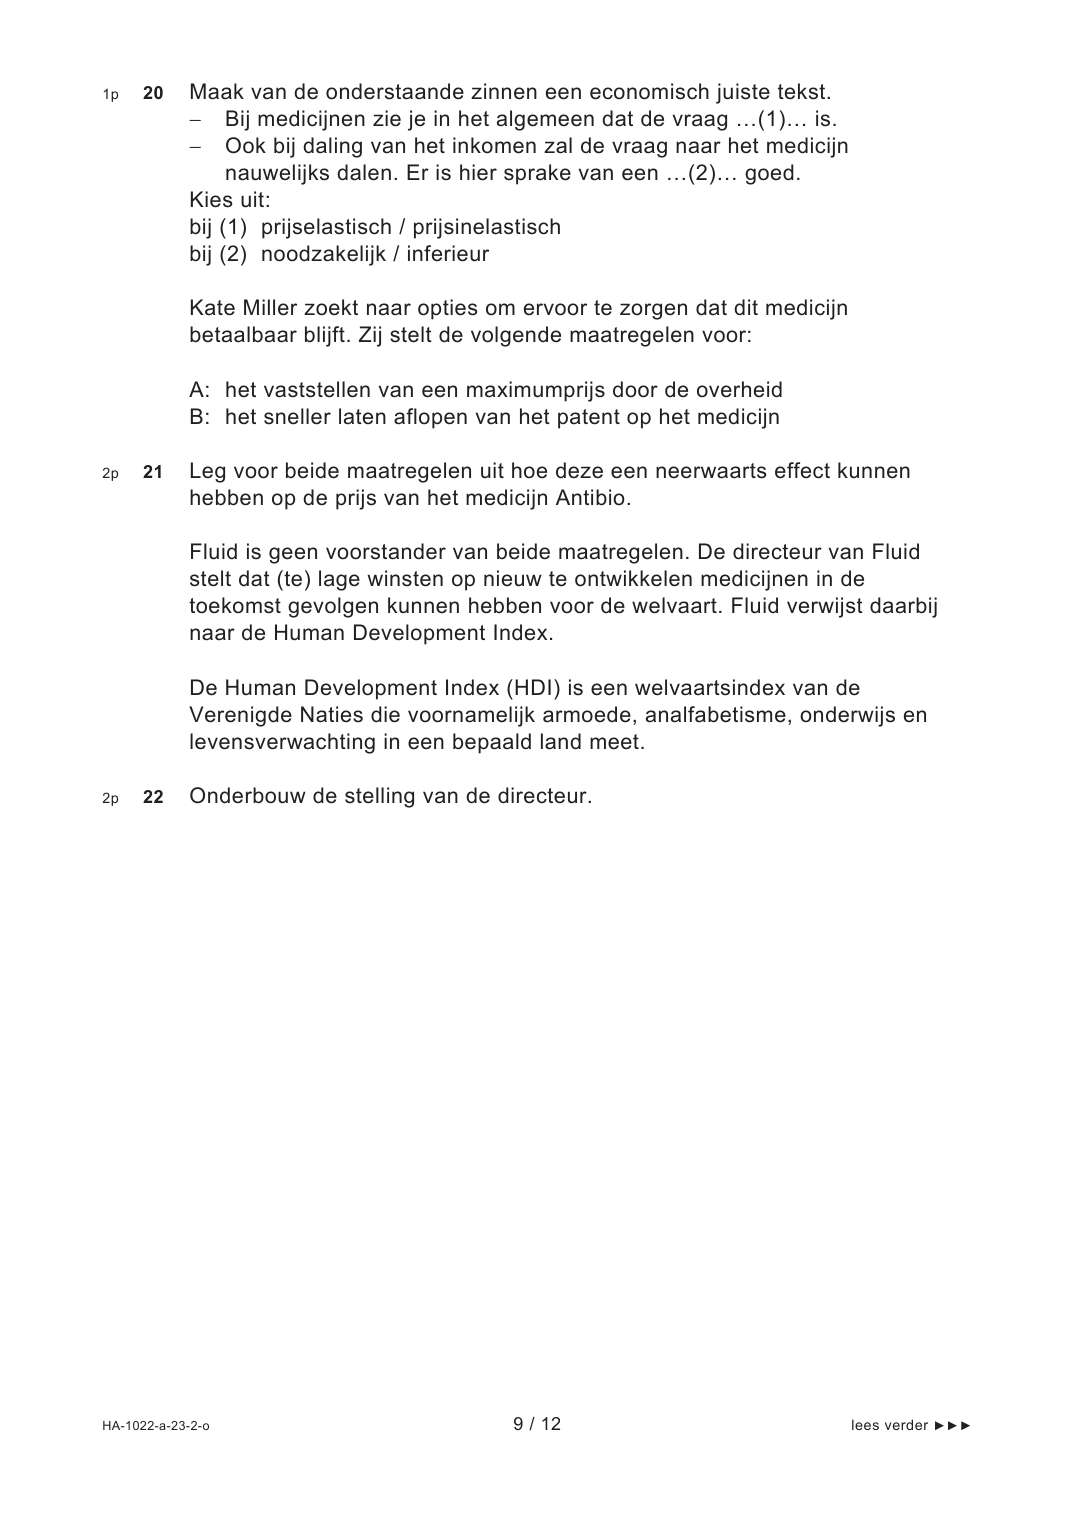 1p 20 Maak van de onderstaande zinnen een economisch juiste tekst.
− Bij medicijnen zie je in het algemeen dat de vraag …(1)… is.
− Ook bij daling van het inkomen zal de vraag naar het medicijn
nauwelijks dalen. Er is hier sprake van een …(2)… goed.
Kies uit:
bij (1) prijselastisch / prijsinelastisch
bij (2) noodzakelijk / inferieur
Kate Miller zoekt naar opties om ervoor te zorgen dat dit medicijn
betaalbaar blijft. Zij stelt de volgende maatregelen voor:
A: het vaststellen van een maximumprijs door de overheid
B: het sneller laten aflopen van het patent op het medicijn
2p 21 Leg voor beide maatregelen uit hoe deze een neerwaarts effect kunnen
hebben op de prijs van het medicijn Antibio.
Fluid is geen voorstander van beide maatregelen. De directeur van Fluid
stelt dat (te) lage winsten op nieuw te ontwikkelen medicijnen in de
toekomst gevolgen kunnen hebben voor de welvaart. Fluid verwijst daarbij
naar de Human Development Index.
De Human Development Index (HDI) is een welvaartsindex van de
Verenigde Naties die voornamelijk armoede, analfabetisme, onderwijs en
levensverwachting in een bepaald land meet.
2p 22 Onderbouw de stelling van de directeur.
HA-1022-a-23-2-o 9 / 12 lees verder ►►►